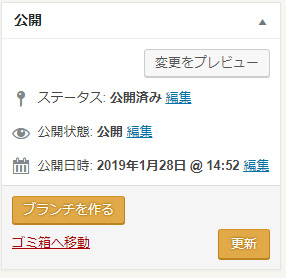 公開
変更をプレビュー
ステータス: 公開済み 編集
公開状態: 公開 編集
公開日時: 2019年1月28日 @ 14:52 編集
ブランチを作る
ゴミ箱へ移動
更新